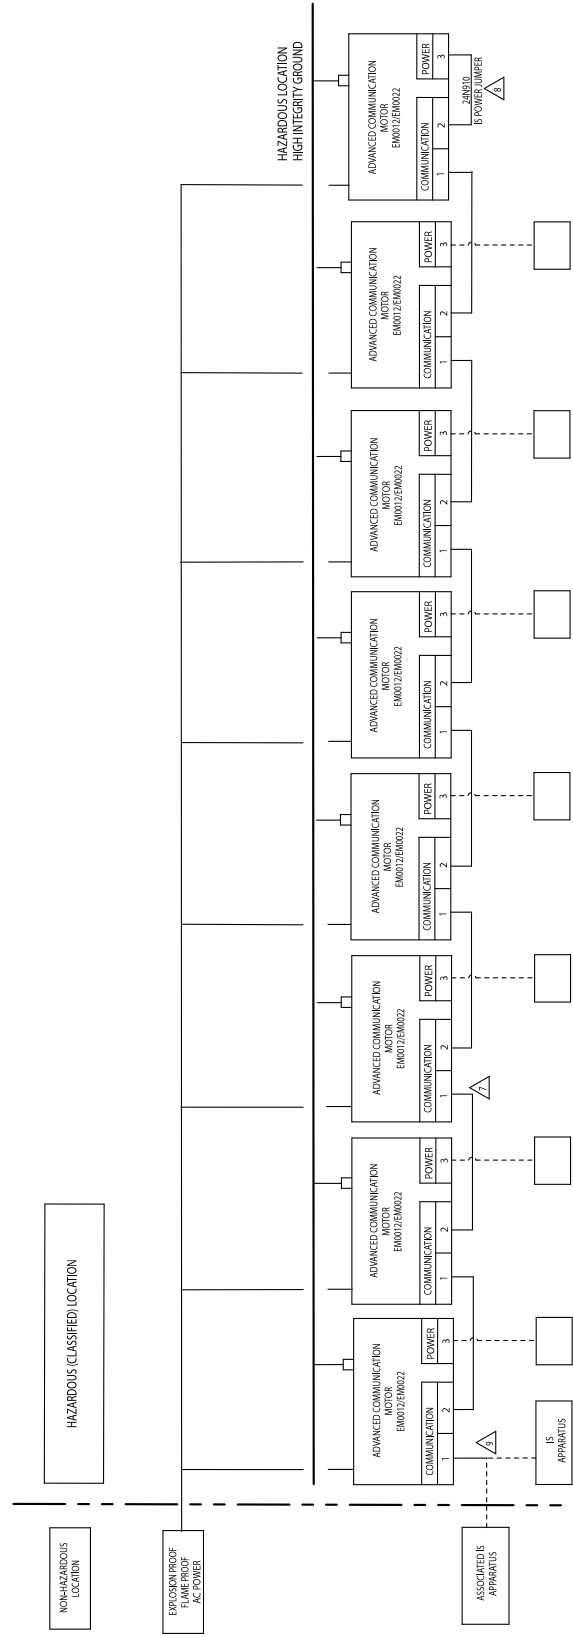 NON-HAZARDOUS
LOCATION
HAZARDOUS (CLASSIFIED) LOCATION
EXPLOSION PROOF
FLAME PROOF
AC POWER
HAZARDOUS LOCATION
HIGH INTEGRITY GROUND
ADVANCED COMMUNICATION
MOTOR
EM0012/EM0022
COMMUNICATION POWER
1 2 3
ADVANCED COMMUNICATION
MOTOR
EM0012/EM0022
COMMUNICATION POWER
1 2 3
ADVANCED COMMUNICATION
MOTOR
EM0012/EM0022
COMMUNICATION POWER
1 2 3
ADVANCED COMMUNICATION
MOTOR
EM0012/EM0022
COMMUNICATION POWER
1 2 3
ADVANCED COMMUNICATION
MOTOR
EM0012/EM0022
COMMUNICATION POWER
1 2 3
ADVANCED COMMUNICATION
MOTOR
EM0012/EM0022
COMMUNICATION POWER
1 2 3
ADVANCED COMMUNICATION
MOTOR
EM0012/EM0022
COMMUNICATION POWER
1 2 3
ADVANCED COMMUNICATION
MOTOR
EM0012/EM0022
COMMUNICATION POWER
1 2 3
24N910
IS POWER JUMPER
8
7
9
ASSOCIATED IS
APPARATUS
IS
APPARATUS